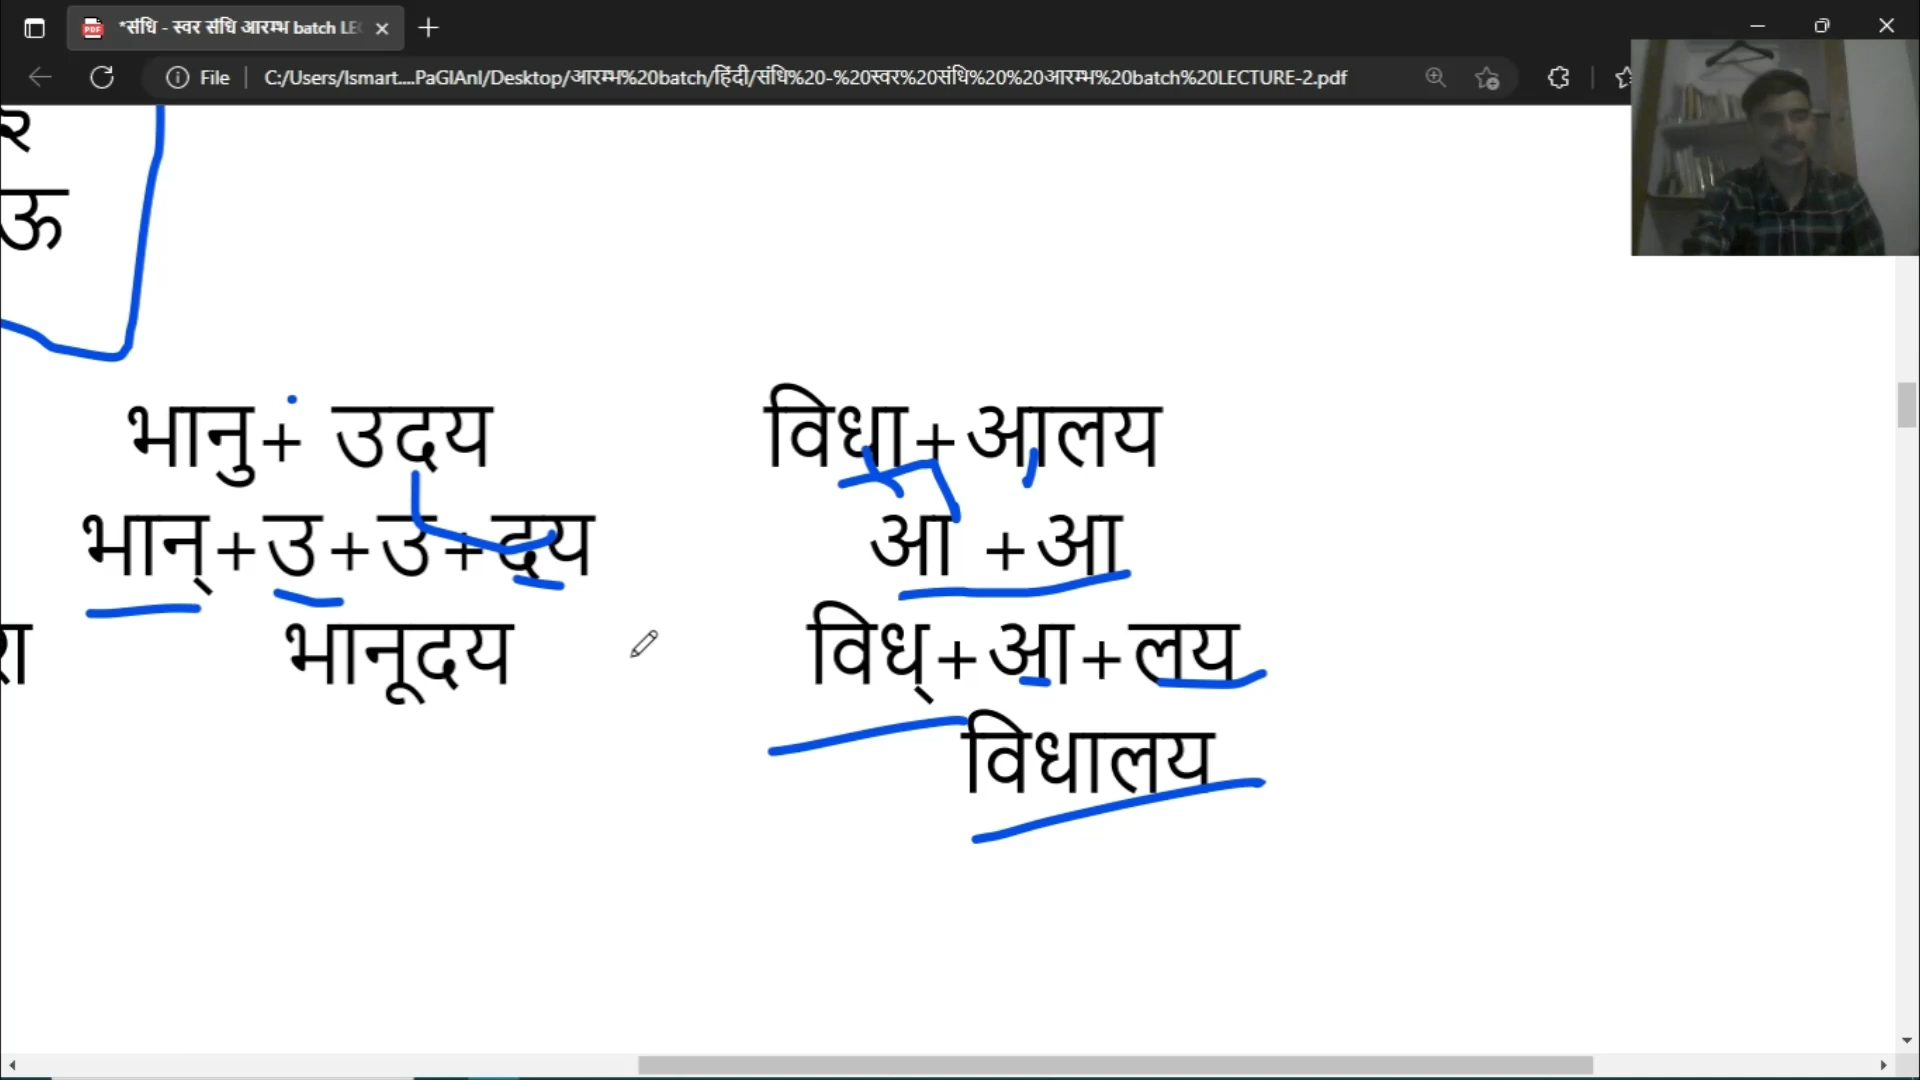 *संधि - स्वर संधि आरम्भ batch LE
File C:/Users/Ismart....PaGlAnI/Desktop/आरम्भ%20batch/हिंदी/संधि%20-%20स्वर%20संधि%20%20आरम्भ%20batch%20LECTURE-2.pdf
ऊ
भानु+ उदय
भान्+उ+उ+दय
भानूदय
विधा+आलय
आ +आ
विध्+आ+लय
विधालय